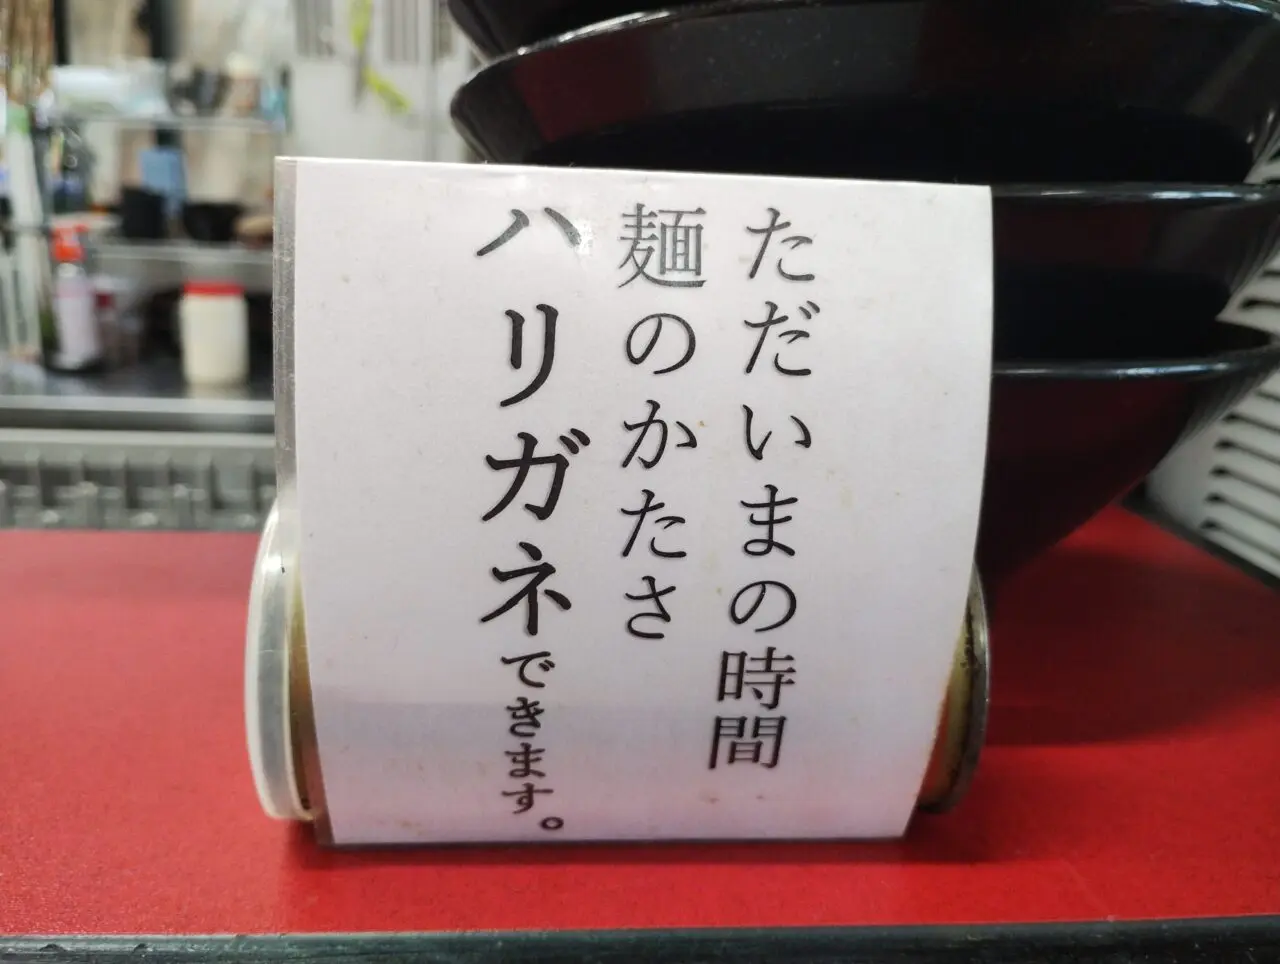 ただいまの時間
麺のかたさ
ハリガネできます。